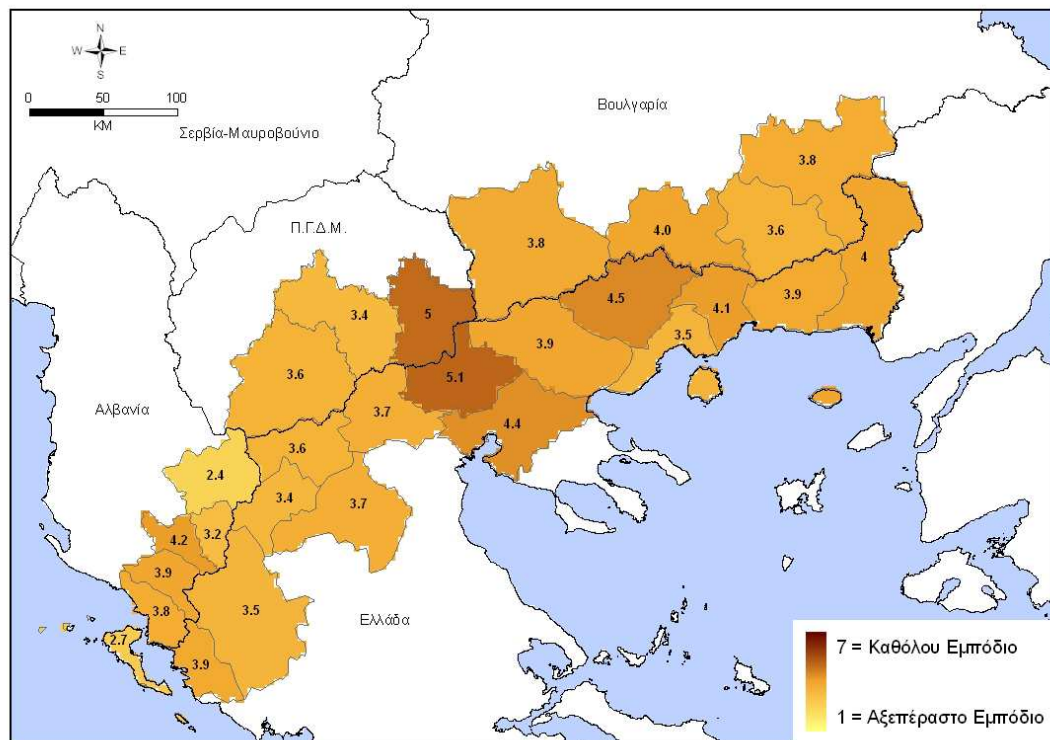 N
W E
S
0 50 100
KM
Σερβία-Μαυροβούνιο
Βουλγαρία
Π.Γ.Δ.Μ.
Αλβανία
Ελλάδα
3.8
3.6
4.0
3.8
4
3.9
4.1
4.5
3.5
3.9
5
3.4
5.1
3.6
3.7
4.4
3.6
2.4
3.4
3.7
3.2
4.2
3.9
3.8
3.5
2.7
3.9
7 = Καθόλου Εμπόδιο
1 = Αξεπέραστο Εμπόδιο